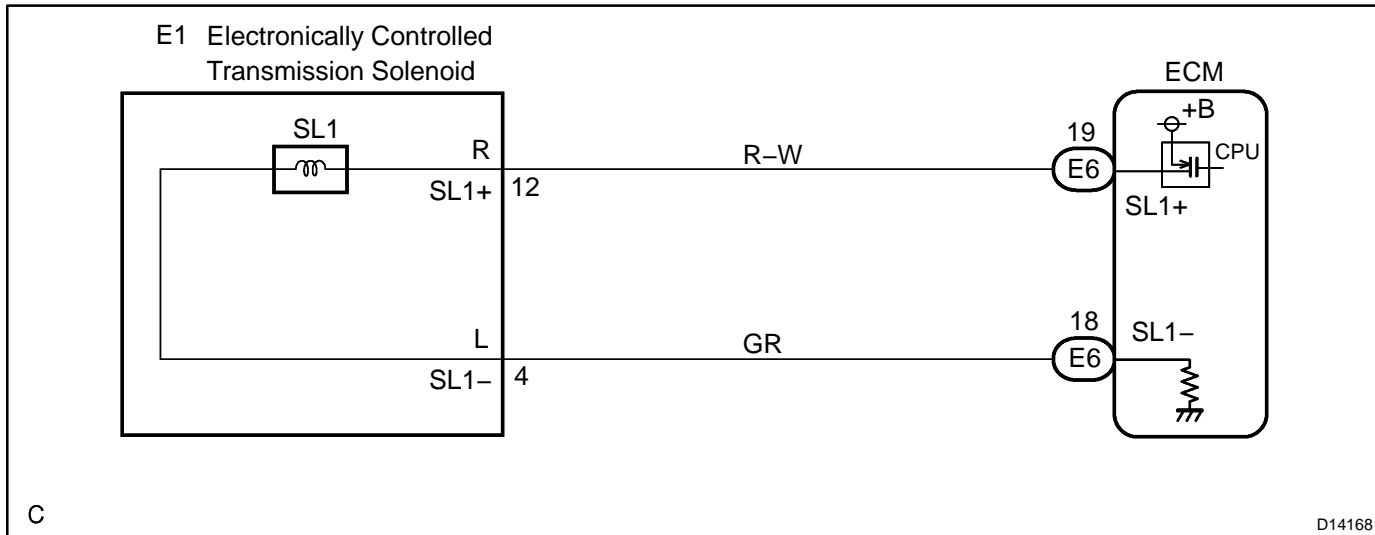 E1 Electronically Controlled
Transmission Solenoid
ECM
SL1
+B
CPU
R
R−W
19
E6
SL1+
12
SL1+
L
GR
18
E6
SL1−
SL1−
4
C
D14168